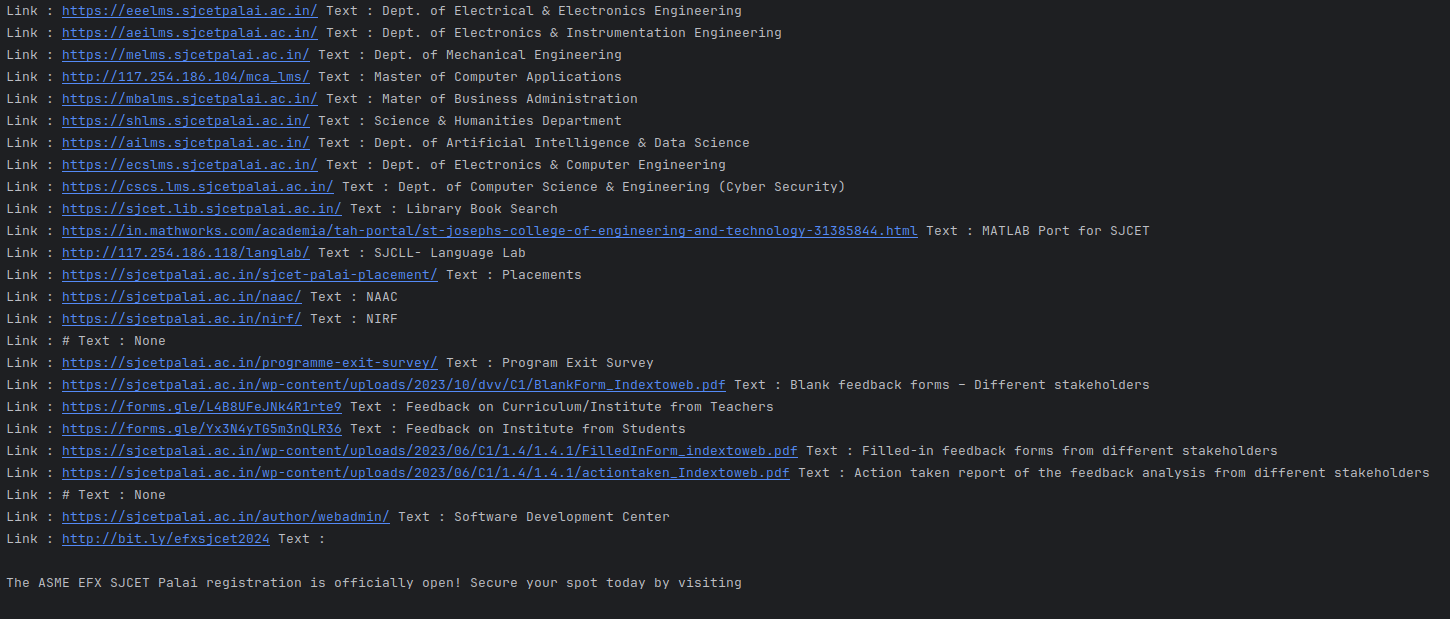 Link : https://eeelms.sjcetpalai.ac.in/ Text : Dept. of Electrical & Electronics Engineering
Link : https://aeilms.sjcetpalai.ac.in/ Text : Dept. of Electronics & Instrumentation Engineering
Link : https://melms.sjcetpalai.ac.in/ Text : Dept. of Mechanical Engineering
Link : http://117.254.186.104/mca_lms/ Text : Master of Computer Applications
Link : https://mbalms.sjcetpalai.ac.in/ Text : Mater of Business Administration
Link : https://shlms.sjcetpalai.ac.in/ Text : Science & Humanities Department
Link : https://ailms.sjcetpalai.ac.in/ Text : Dept. of Artificial Intelligence & Data Science
Link : https://ecslms.sjcetpalai.ac.in/ Text : Dept. of Electronics & Computer Engineering
Link : https://cscs.lms.sjcetpalai.ac.in/ Text : Dept. of Computer Science & Engineering (Cyber Security)
Link : https://sjcet.lib.sjcetpalai.ac.in/ Text : Library Book Search
Link : https://in.mathworks.com/academia/tah-portal/st-josephs-college-of-engineering-and-technology-31385844.html Text : MATLAB Port for SJCET
Link : http://117.254.186.118/langlab/ Text : SJCLL- Language Lab
Link : https://sjcetpalai.ac.in/sjcet-palai-placement/ Text : Placements
Link : https://sjcetpalai.ac.in/naac/ Text : NAAC
Link : https://sjcetpalai.ac.in/nirf/ Text : NIRF
Link : # Text : None
Link : https://sjcetpalai.ac.in/programme-exit-survey/ Text : Program Exit Survey
Link : https://sjcetpalai.ac.in/wp-content/uploads/2023/10/dvv/C1/BlankForm_Indextoweb.pdf Text : Blank feedback forms – Different stakeholders
Link : https://forms.gle/L4B8UFeJNk4R1rte9 Text : Feedback on Curriculum/Institute from Teachers
Link : https://forms.gle/Yx3N4yTG5m3nQLR36 Text : Feedback on Institute from Students
Link : https://sjcetpalai.ac.in/wp-content/uploads/2023/06/C1/1.4/1.4.1/FilledInForm_indextoweb.pdf Text : Filled-in feedback forms from different stakeholders
Link : https://sjcetpalai.ac.in/wp-content/uploads/2023/06/C1/1.4/1.4.1/actiontaken_Indextoweb.pdf Text : Action taken report of the feedback analysis from different stakeholders
Link : # Text : None
Link : https://sjcetpalai.ac.in/author/webadmin/ Text : Software Development Center
Link : http://bit.ly/efxsjcet2024 Text :
The ASME EFX SJCET Palai registration is officially open! Secure your spot today by visiting